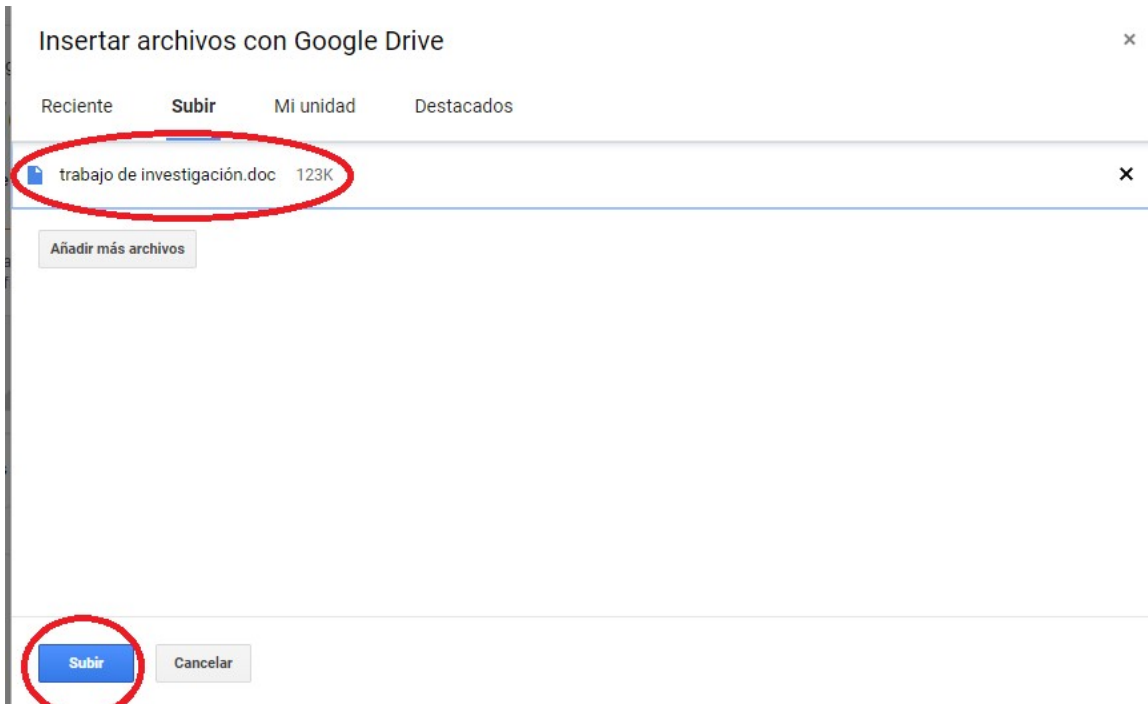 Insertar archivos con Google Drive
Reciente Subir Mi unidad Destacados
trabajo de investigación.doc 123K
Añadir más archivos
Subir Cancelar